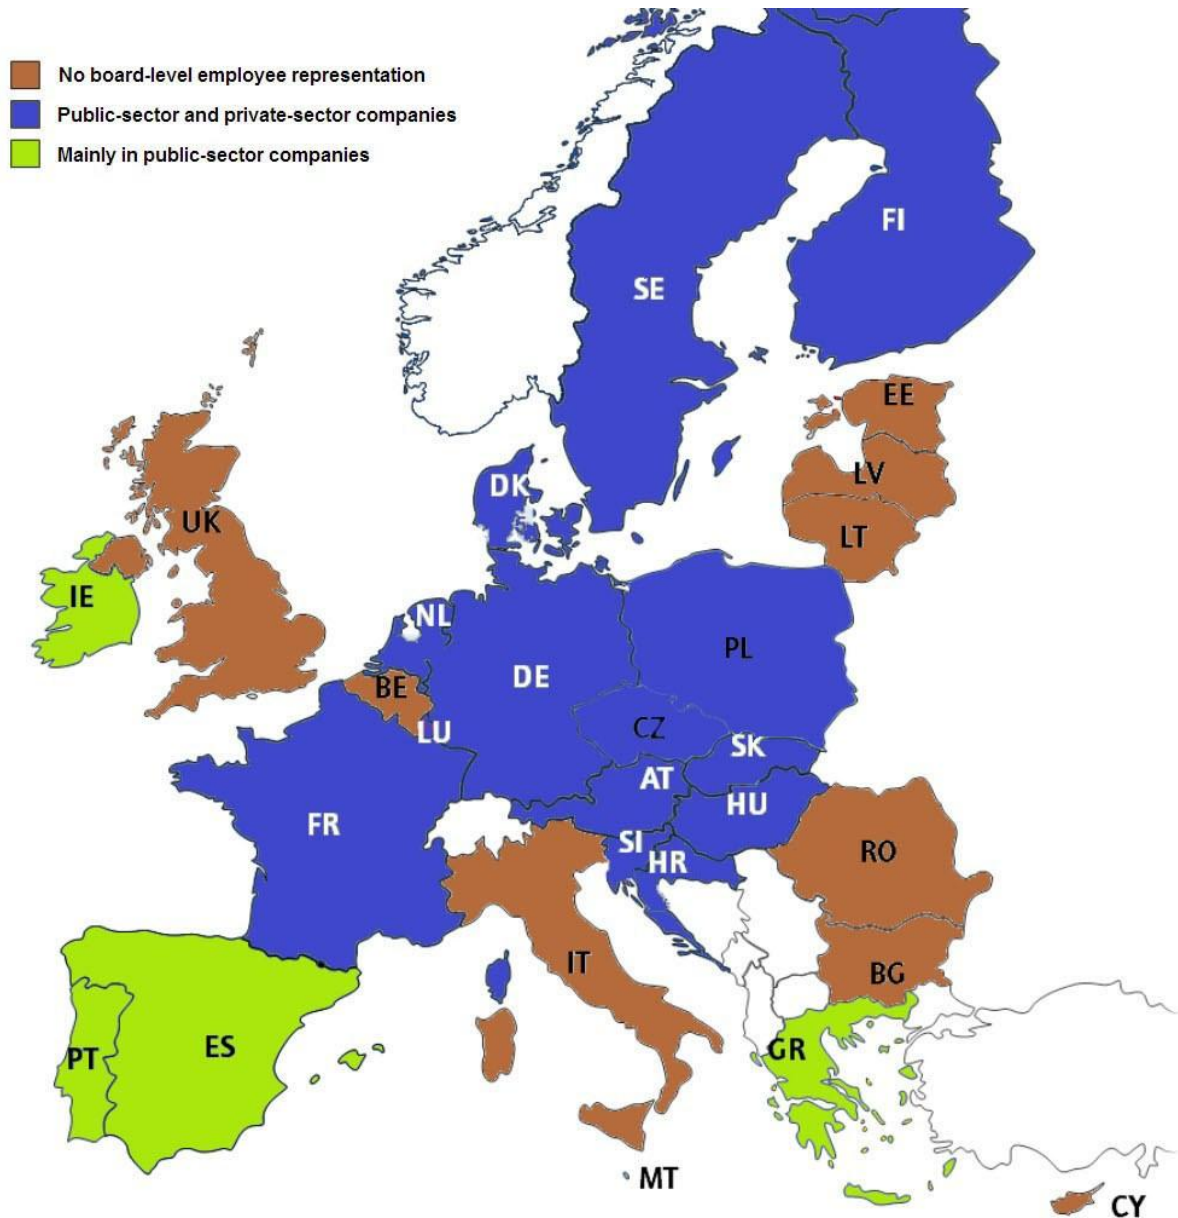 No board-level employee representation
Public-sector and private-sector companies
Mainly in public-sector companies
FI
SE
EE
LV
LT
DK
UK
IE
NL
PL
DE
BE
LU
CZ
SK
AT
HU
FR
SI
HR
RO
IT
BG
ES
PT
GR
MT
CY